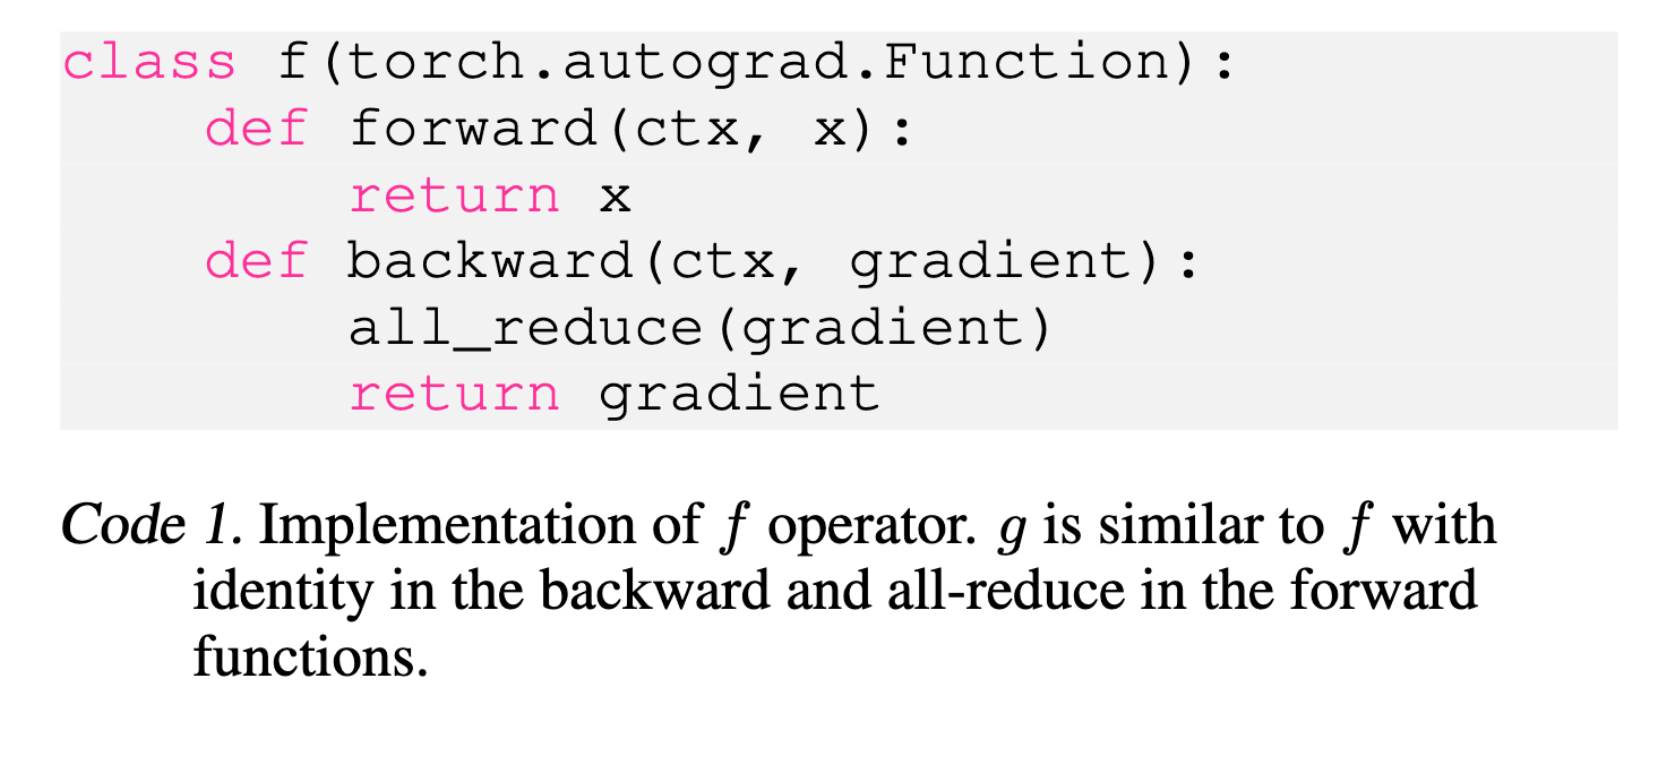 class f(torch.autograd.Function):
    def forward(ctx, x):
        return x
    def backward(ctx, gradient):
        all_reduce(gradient)
        return gradient
Code 1. Implementation of f operator. g is similar to f with
identity in the backward and all-reduce in the forward
functions.